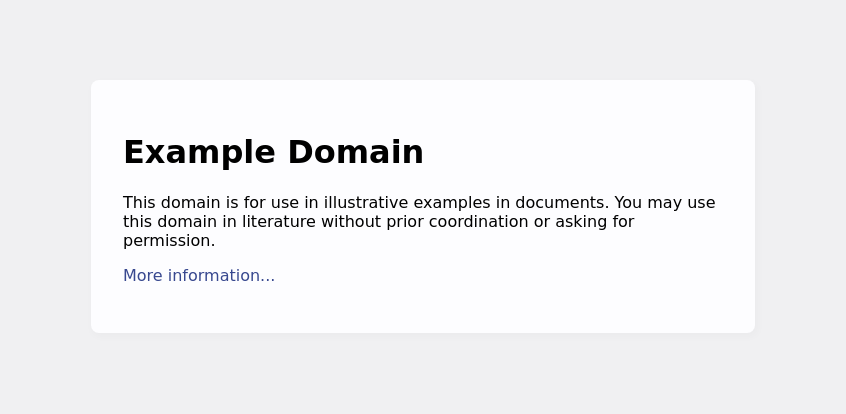 Example Domain
This domain is for use in illustrative examples in documents. You may use
this domain in literature without prior coordination or asking for
permission.
More information...